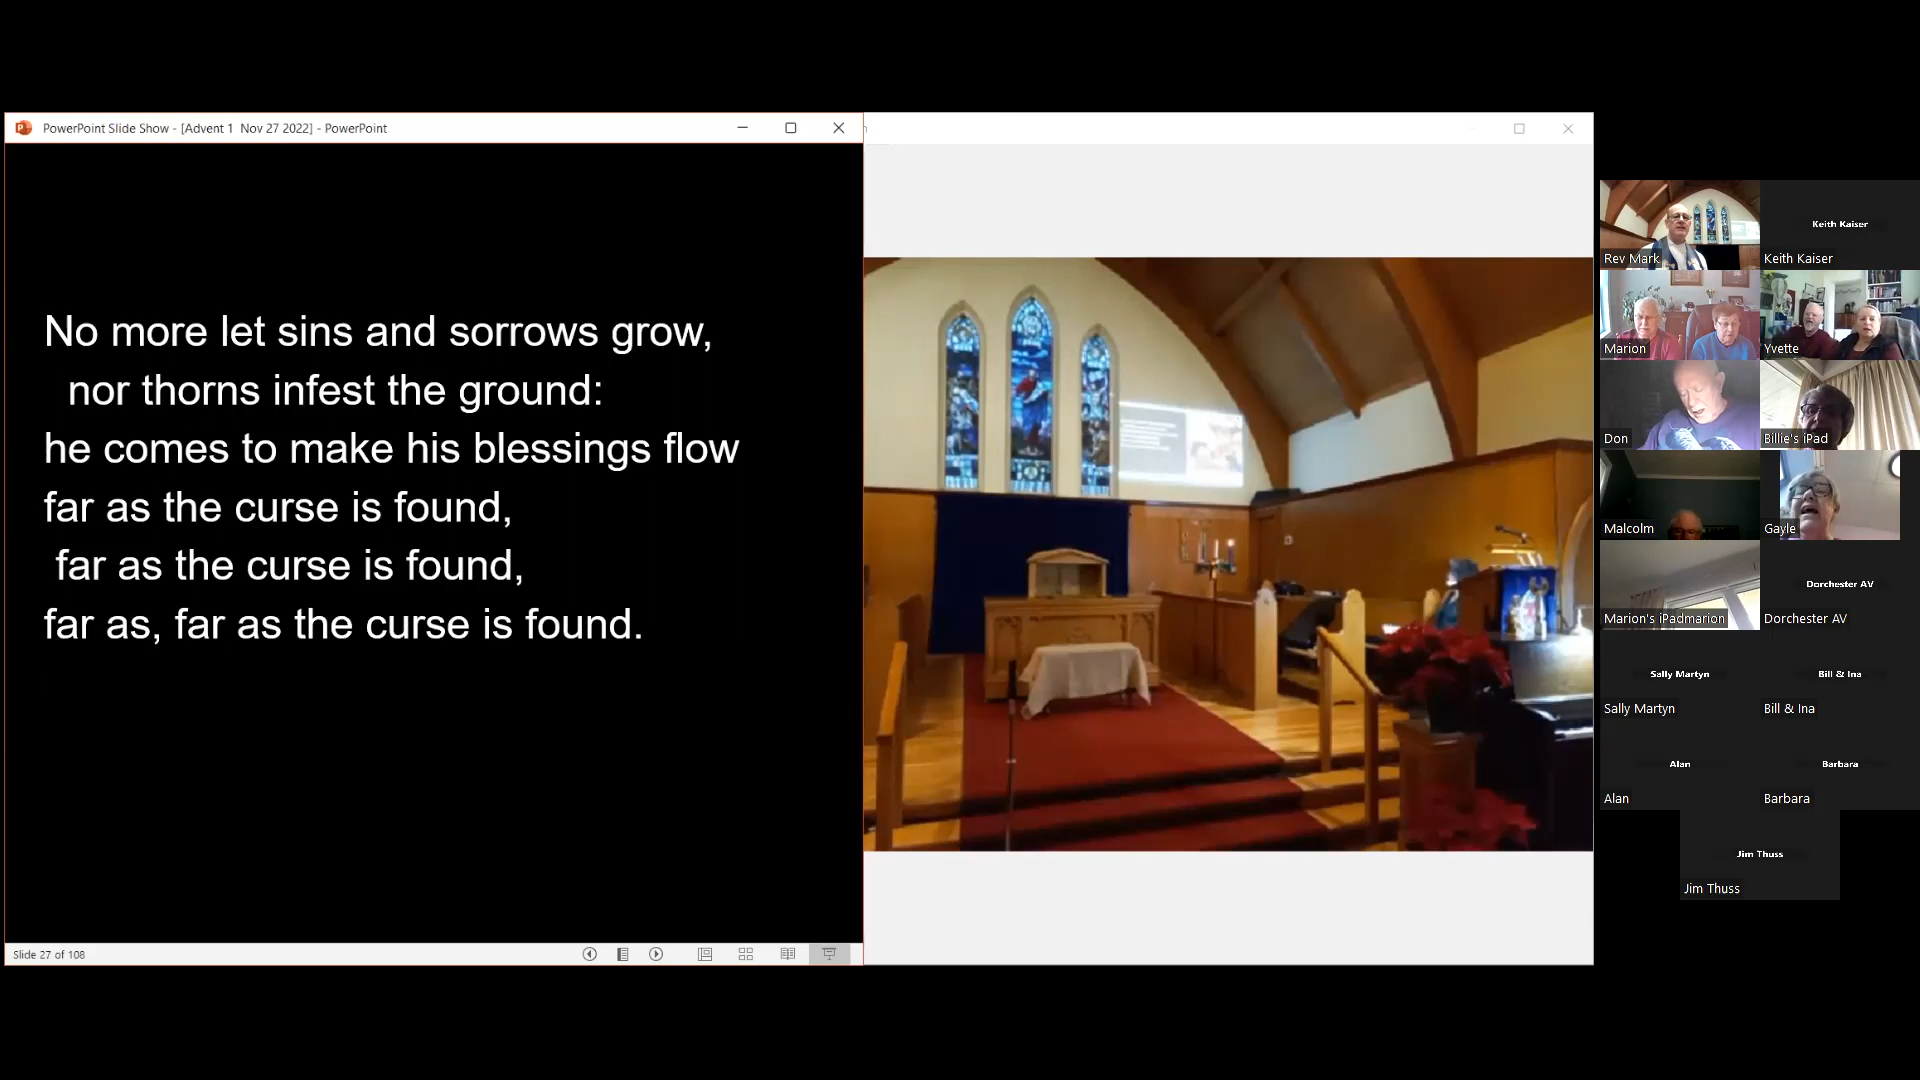 PowerPoint Slide Show - [Advent 1  Nov 27 2022] - PowerPoint
No more let sins and sorrows grow,
nor thorns infest the ground:
he comes to make his blessings flow
far as the curse is found,
far as the curse is found,
far as, far as the curse is found.
Slide 27 of 108
Rev Mark
Keith Kaiser
Keith Kaiser
Marion
Yvette
Don
Billie's iPad
Malcolm
Gayle
Marion's iPadmarion
Dorchester AV
Dorchester AV
Sally Martyn
Sally Martyn
Bill & Ina
Bill & Ina
Alan
Alan
Barbara
Barbara
Jim Thuss
Jim Thuss